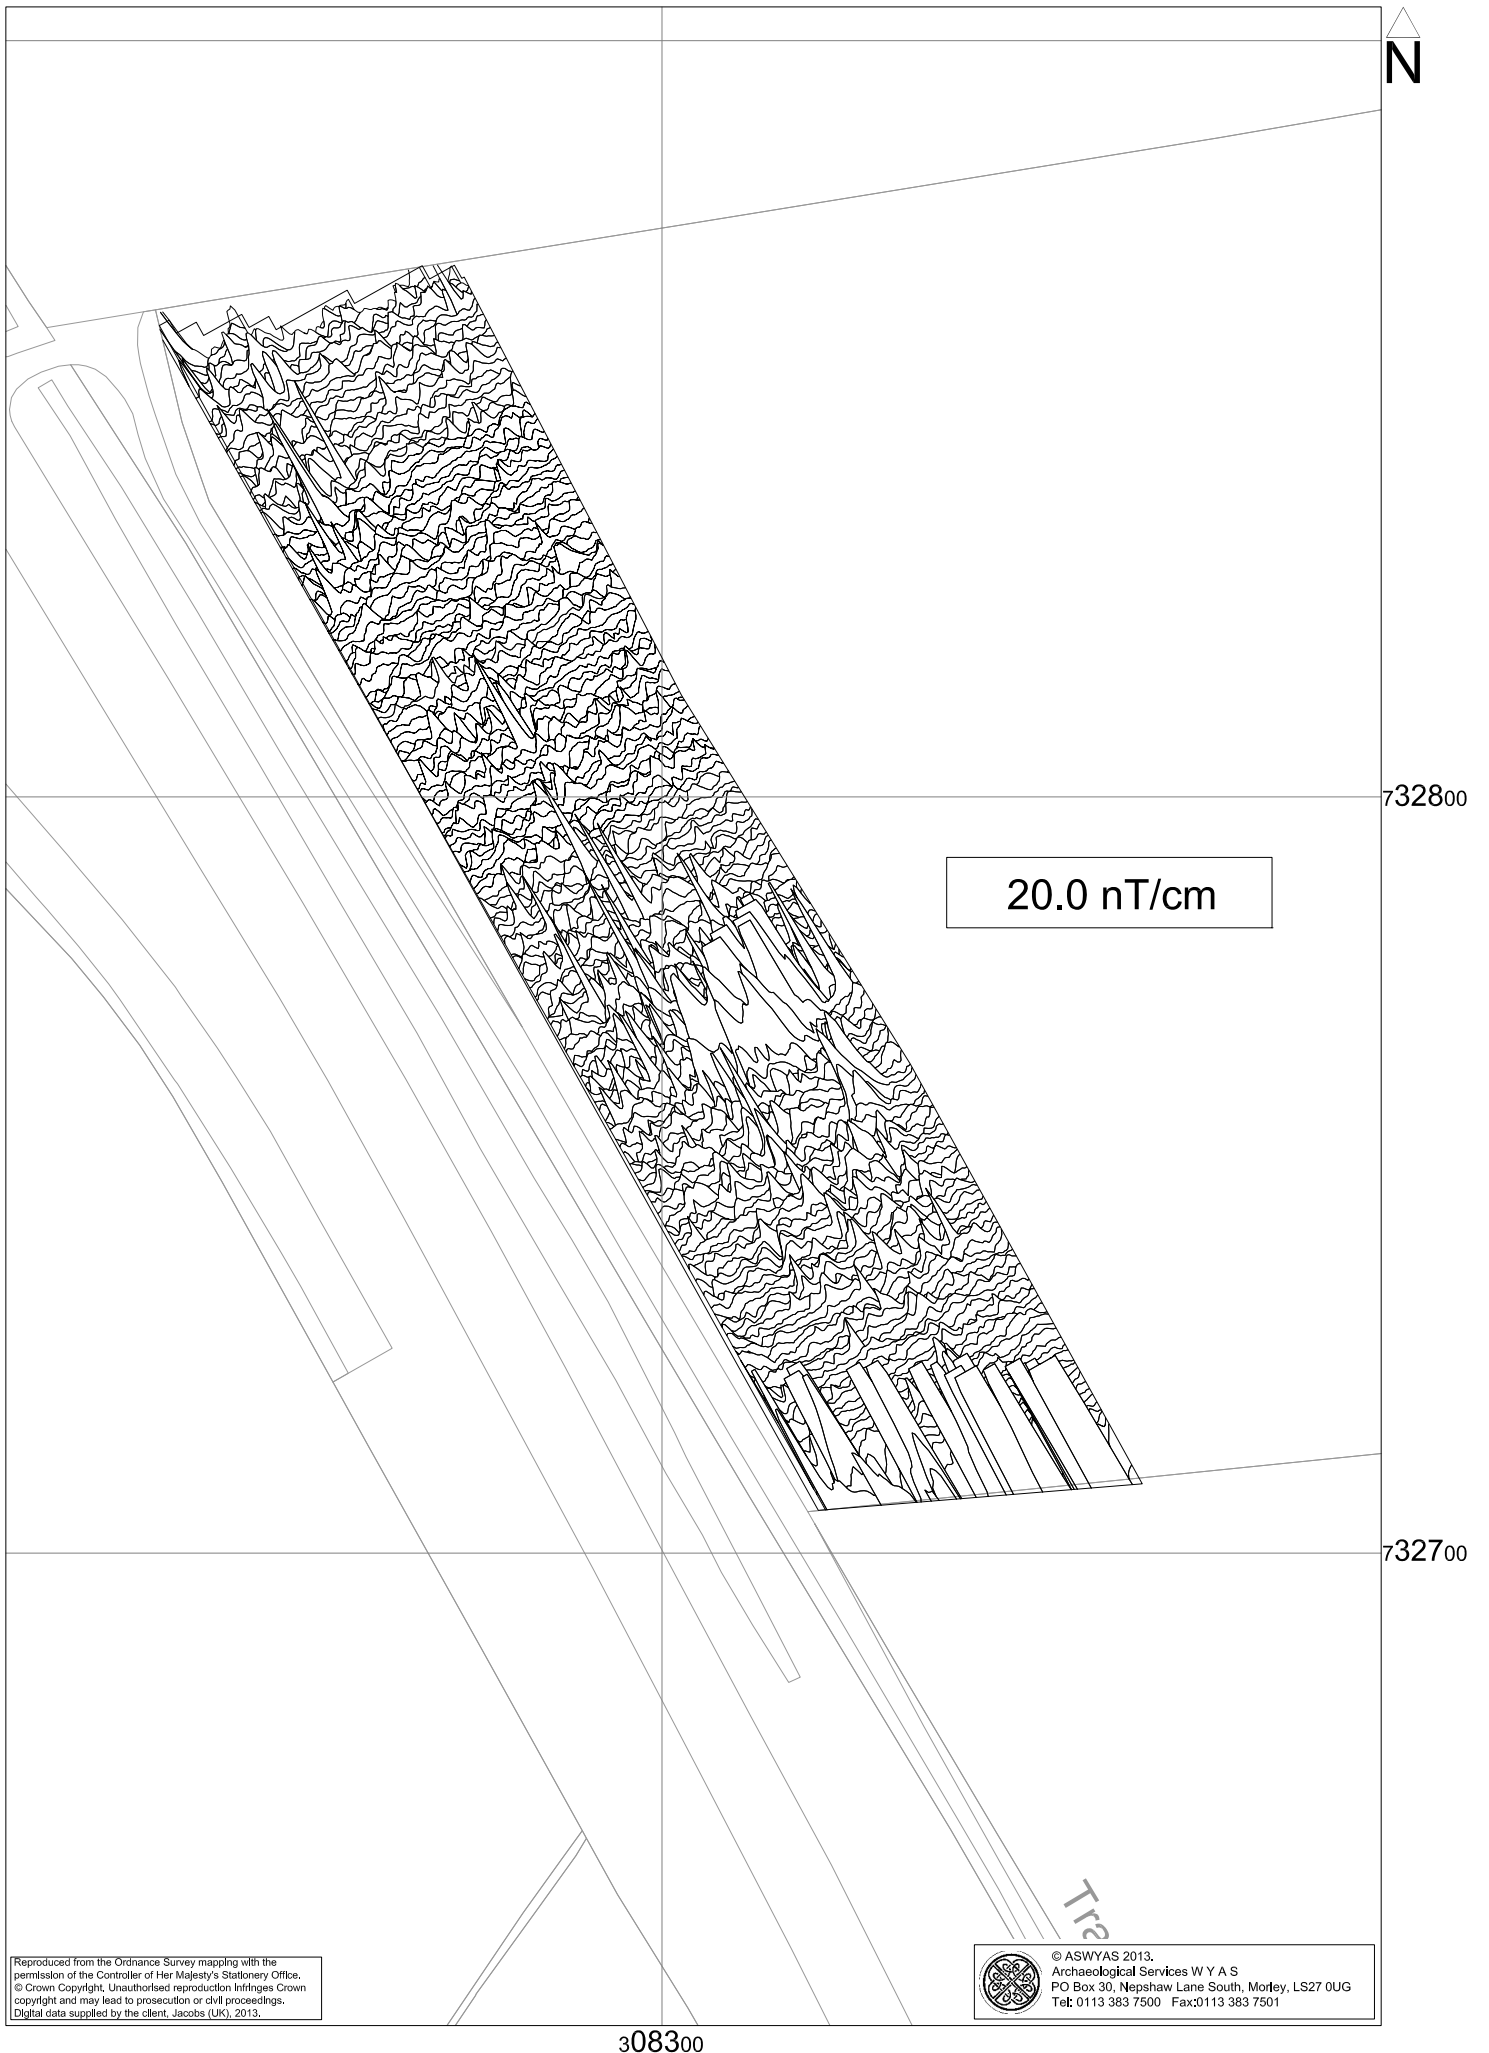 N
732800
20.0 nT/cm
732700
Tra
Reproduced from the Ordnance Survey mapping with the
permission of the Controller of Her Majesty's Stationery Office.
© Crown Copyright. Unauthorised reproduction infringes Crown
copyright and may lead to prosecution or civil proceedings.
Digital data supplied by the client, Jacobs (UK), 2013.
© ASWYAS 2013.
Archaeological Services W Y A S
PO Box 30, Nepshaw Lane South, Morley, LS27 0UG
Tel: 0113 383 7500 Fax:0113 383 7501
308300